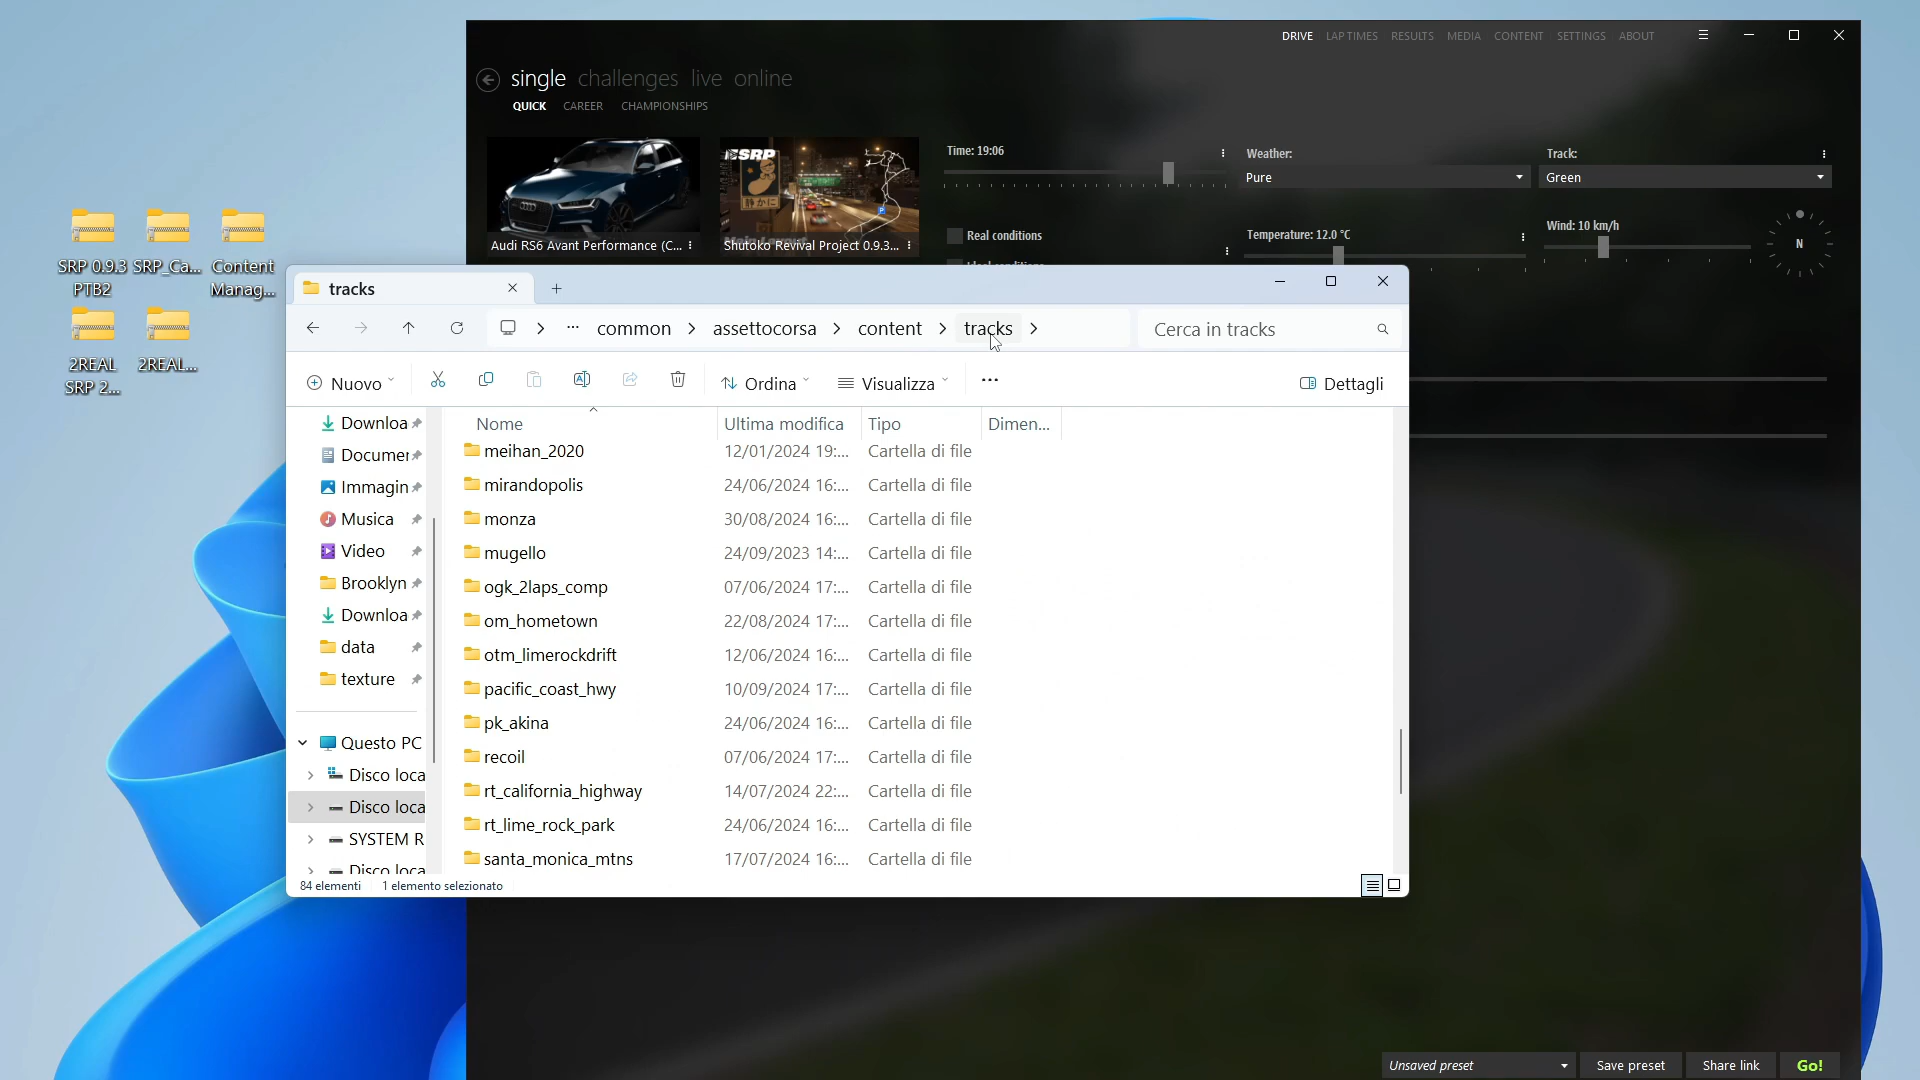 DRIVE LAP TIMES RESULTS MEDIA CONTENT SETTINGS ABOUT
single challenges live online
QUICK CAREER CHAMPIONSHIPS
SRP
静かに
Audi RS6 Avant Performance (C...
Shutoko Revival Project 0.9.3...
Time: 19:06
Weather:
Pure
Track:
Green
Real conditions
Temperature: 12.0 °C
Wind: 10 km/h
N
SRP 0.9.3 PTB2
SRP_Ca...
Content Manag...
2REAL SRP 2...
2REAL...
tracks
common > assettocorsa > content > tracks >
Cerca in tracks
Nuovo
Ordina
Visualizza
Dettagli
Nome Ultima modifica Tipo Dimen...
meihan_2020 12/01/2024 19:... Cartella di file
mirandopolis 24/06/2024 16:... Cartella di file
monza 30/08/2024 16:... Cartella di file
mugello 24/09/2023 14:... Cartella di file
ogk_2laps_comp 07/06/2024 17:... Cartella di file
om_hometown 22/08/2024 17:... Cartella di file
otm_limerockdrift 12/06/2024 16:... Cartella di file
pacific_coast_hwy 10/09/2024 17:... Cartella di file
pk_akina 24/06/2024 16:... Cartella di file
recoil 07/06/2024 17:... Cartella di file
rt_california_highway 14/07/2024 22:... Cartella di file
rt_lime_rock_park 24/06/2024 16:... Cartella di file
santa_monica_mtns 17/07/2024 16:... Cartella di file
Downloa
Documer
Immagin
Musica
Video
Brooklyn
Downloa
data
texture
Questo PC
Disco loca
Disco loca
SYSTEM R
Disco loca
84 elementi 1 elemento selezionato
Unsaved preset
Save preset
Share link
Go!